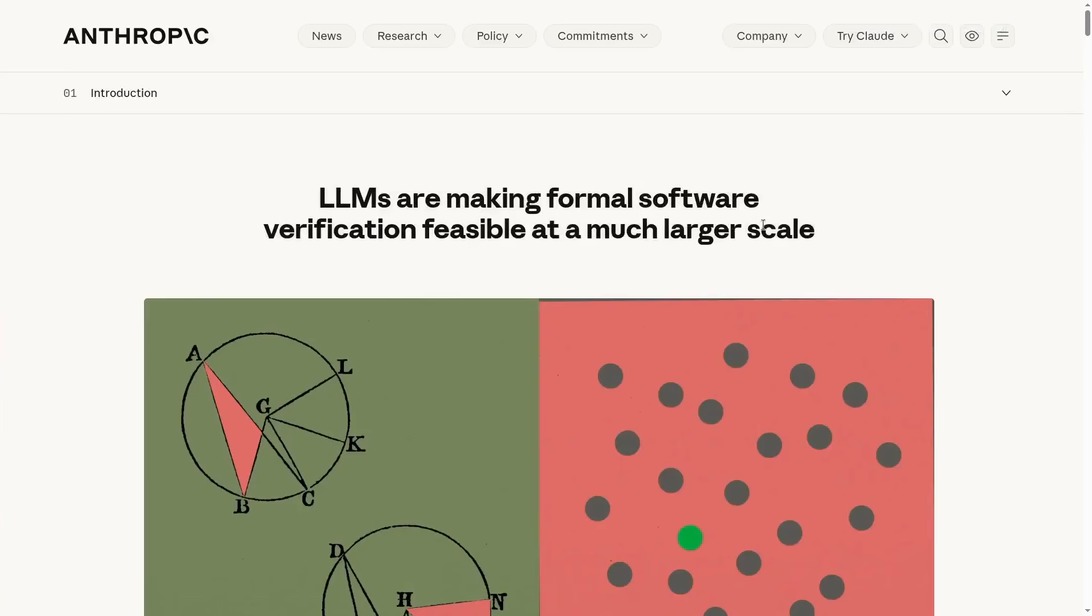 ANTHROP\C
News
Research
Policy
Commitments
Company
Try Claude
01 Introduction
LLMs are making formal software
verification feasible at a much larger scale
A
L
G
K
B
C
D
H
N